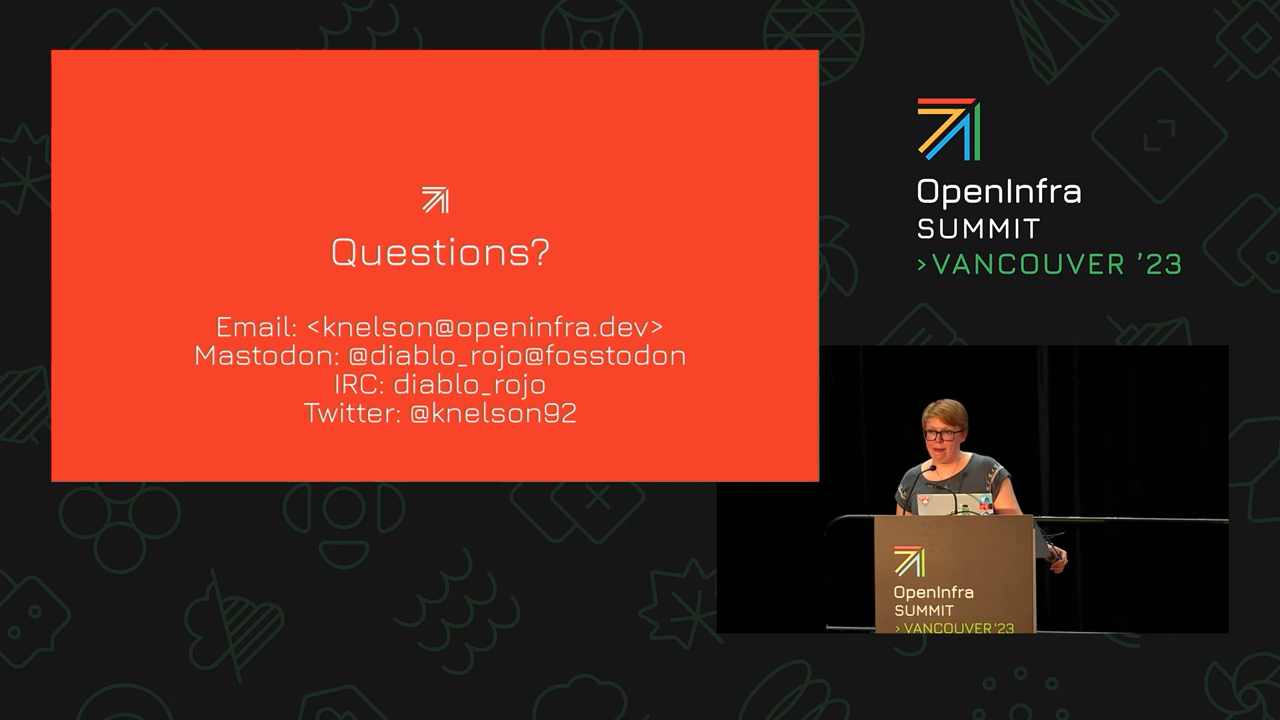 Questions?
Email: <knelson@openinfra.dev>
Mastodon: @diablo_rojo@fosstodon
IRC: diablo_rojo
Twitter: @knelson92
OpenInfra
SUMMIT
>VANCOUVER ’23
OpenInfra
SUMMIT
> VANCOUVER ’23